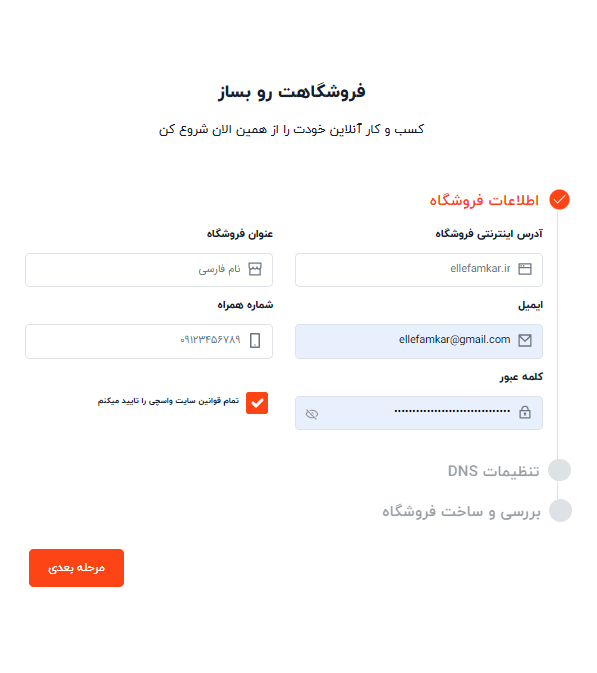 فروشگاهت رو بساز
کسب و کار آنلاین خودت را از همین الان شروع کن
اطلاعات فروشگاه
آدرس اینترنتی فروشگاه
عنوان فروشگاه
ellefamkar.ir
نام فارسی
ایمیل
شماره همراه
ellefamkar@gmail.com
۰۹۱۲۳۴۵۶۷۸۹
کلمه عبور
تمام قوانین سایت واسچی را تایید میکنم
تنظیمات DNS
بررسی و ساخت فروشگاه
مرحله بعدی